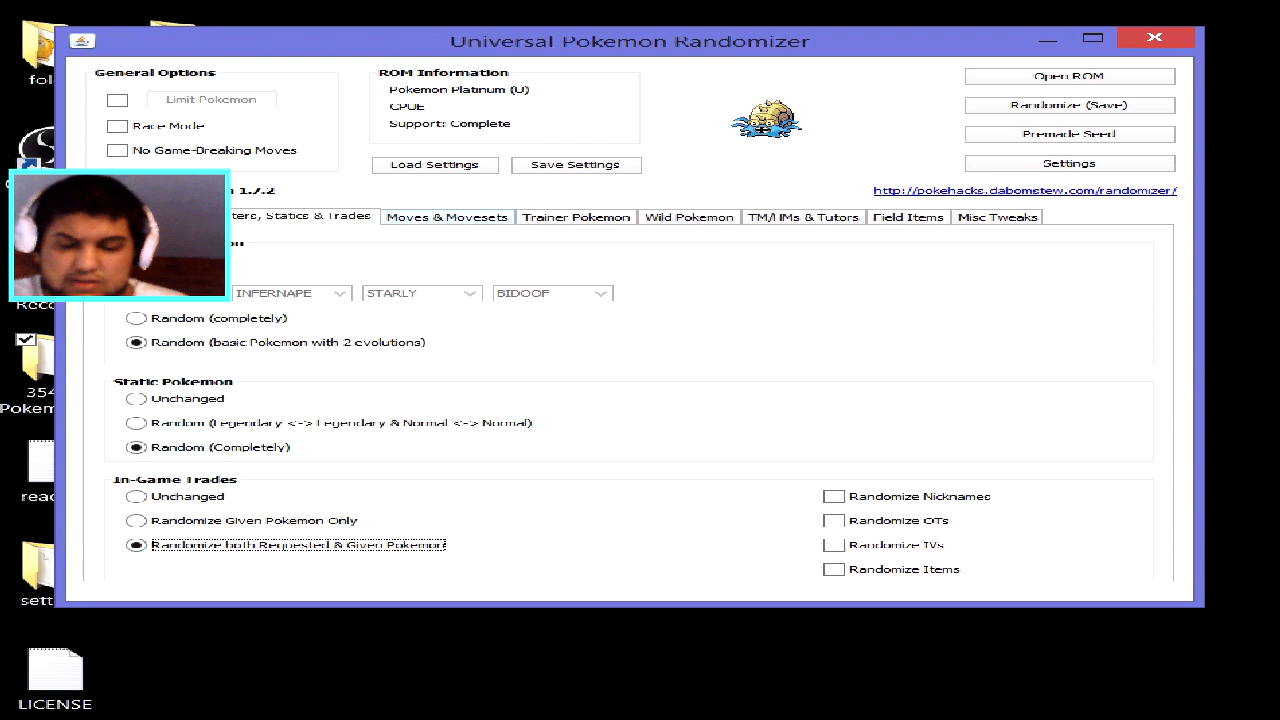 Universal Pokemon Randomizer
General Options
Limit Pokemon
Race Mode
No Game-Breaking Moves
ROM Information
Pokemon Platinum (U)
CPUE
Support: Complete
Load Settings
Save Settings
Open ROM
Randomize (Save)
Premade Seed
Settings
1.7.2
http://pokehacks.dabomstew.com/randomizer/
ters, Statics & Trades
Moves & Movesets
Trainer Pokemon
Wild Pokemon
TM/HMs & Tutors
Field Items
Misc Tweaks
on
INFERNAPE
STARLY
BIDOOF
Random (completely)
Random (basic Pokemon with 2 evolutions)
Static Pokemon
Unchanged
Random (Legendary <-> Legendary & Normal <-> Normal)
Random (Completely)
In-Game Trades
Unchanged
Randomize Given Pokemon Only
Randomize both Requested & Given Pokemon
Randomize Nicknames
Randomize OTs
Randomize IVs
Randomize Items
fol
Reco
354
Pokem
read
sett
LICENSE